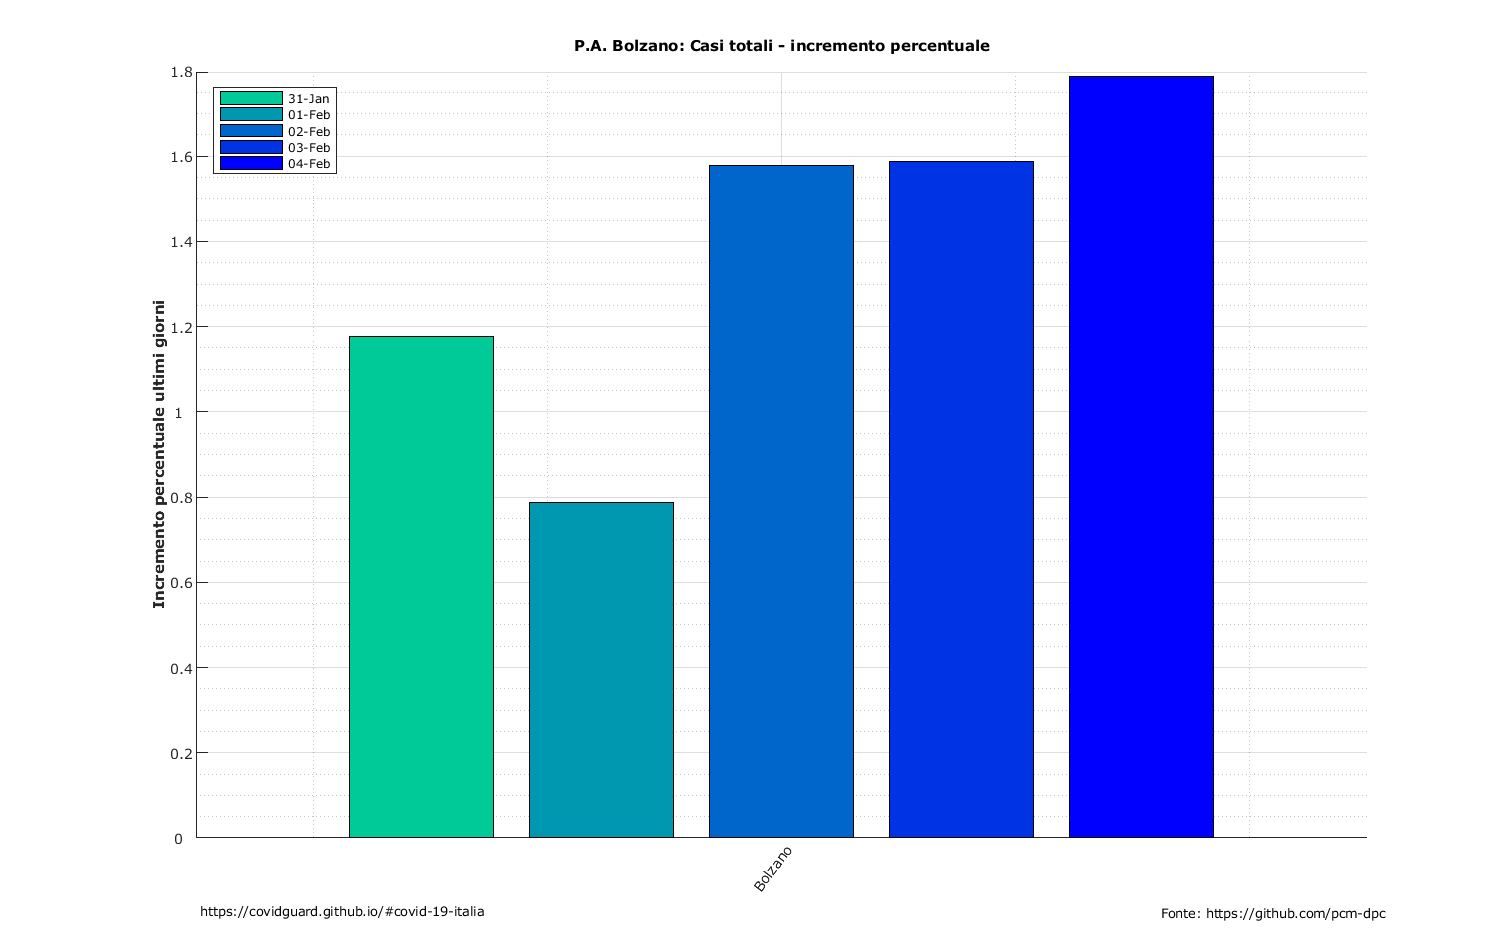 P.A. Bolzano: Casi totali - incremento percentuale
Incremento percentuale ultimi giorni
1.8
1.6
1.4
1.2
1
0.8
0.6
0.4
0.2
0
31-Jan
01-Feb
02-Feb
03-Feb
04-Feb
Bolzano
https://covidguard.github.io/#covid-19-italia
Fonte: https://github.com/pcm-dpc